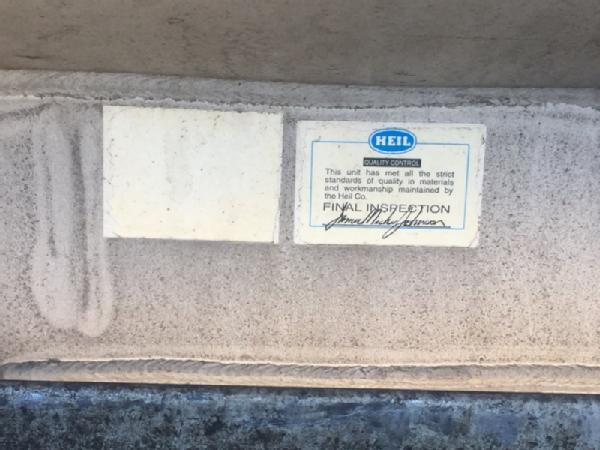 HEIL
QUALITY CONTROL
This unit has met all the strict
standards of quality in materials
and workmanship maintained by
the Heil Co.
FINAL INSPECTION
Johnson